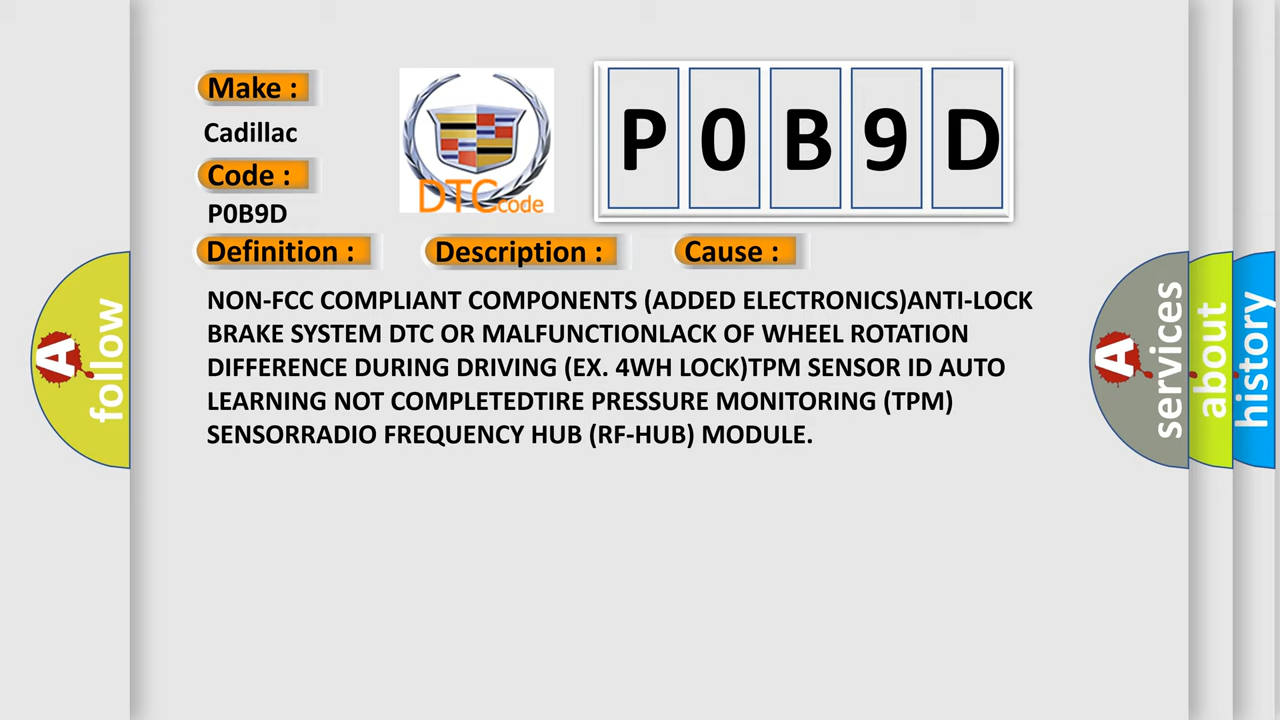 Make :
Cadillac
Code :
P0B9D
DTC code
P 0 B 9 D
Definition :
Description :
Cause :
NON-FCC COMPLIANT COMPONENTS (ADDED ELECTRONICS)ANTI-LOCK
BRAKE SYSTEM DTC OR MALFUNCTIONLACK OF WHEEL ROTATION
DIFFERENCE DURING DRIVING (EX. 4WH LOCK)TPM SENSOR ID AUTO
LEARNING NOT COMPLETEDTIRE PRESSURE MONITORING (TPM)
SENSORRADIO FREQUENCY HUB (RF-HUB) MODULE.
A follow
A services
about
history